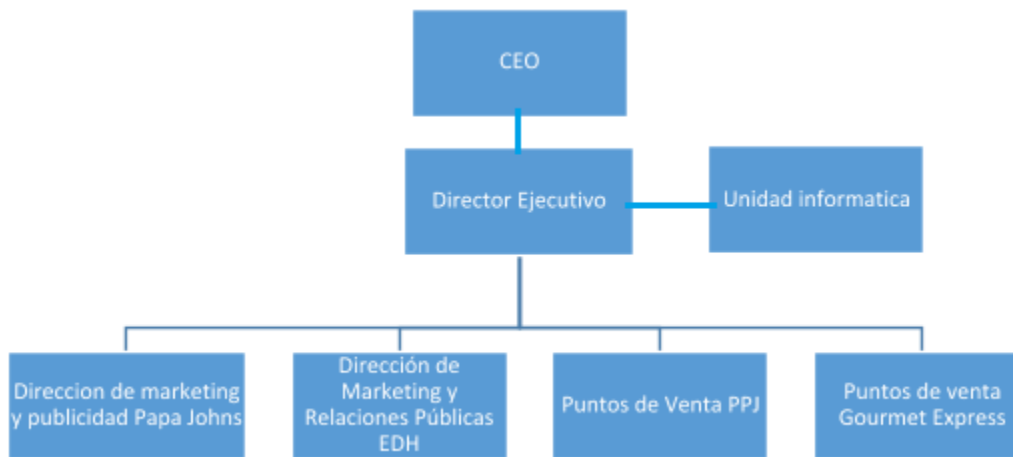 CEO
Director Ejecutivo
Unidad informatica
Direccion de marketing
y publicidad Papa Johns
Dirección de
Marketing y
Relaciones Públicas
EDH
Puntos de Venta PPJ
Puntos de venta
Gourmet Express